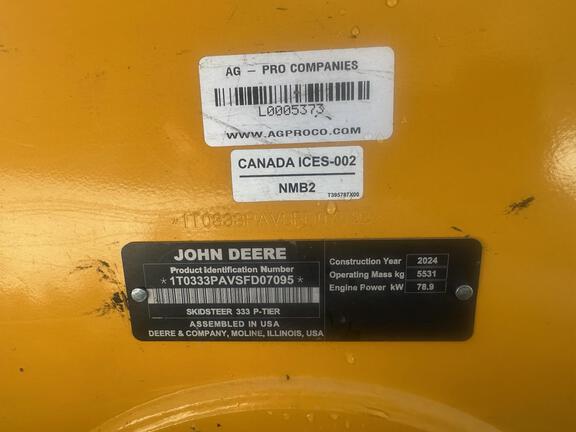 AG - PRO COMPANIES
L0005373
WWW.AGPROCO.COM
CANADA ICES-002
NMB2
T395787X00
JOHN DEERE
Product Identification Number
*1T0333PAVSFD07095*
SKIDSTEER 333 P-TIER
ASSEMBLED IN USA
DEERE & COMPANY, MOLINE, ILLINOIS, USA
Construction Year 2024
Operating Mass kg 5531
Engine Power kW 78.9